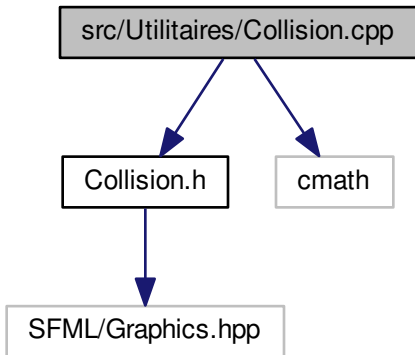 src/Utilitaires/Collision.cpp
Collision.h
cmath
SFML/Graphics.hpp